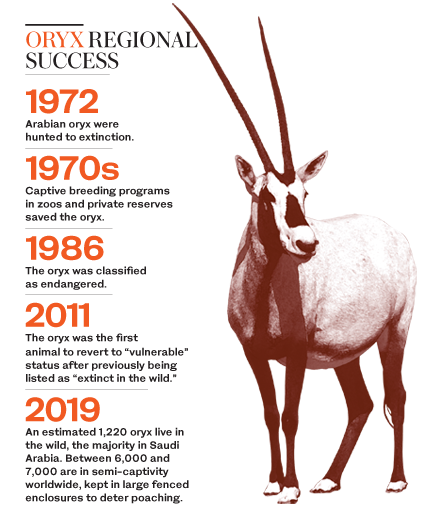 ORYX REGIONAL
SUCCESS
1972
Arabian oryx were
hunted to extinction.
1970s
Captive breeding programs
in zoos and private reserves
saved the oryx.
1986
The oryx was classified
as endangered.
2011
The oryx was the first
animal to revert to “vulnerable”
status after previously being
listed as “extinct in the wild.”
2019
An estimated 1,220 oryx live in
the wild, the majority in Saudi
Arabia. Between 6,000 and
7,000 are in semi-captivity
worldwide, kept in large fenced
enclosures to deter poaching.